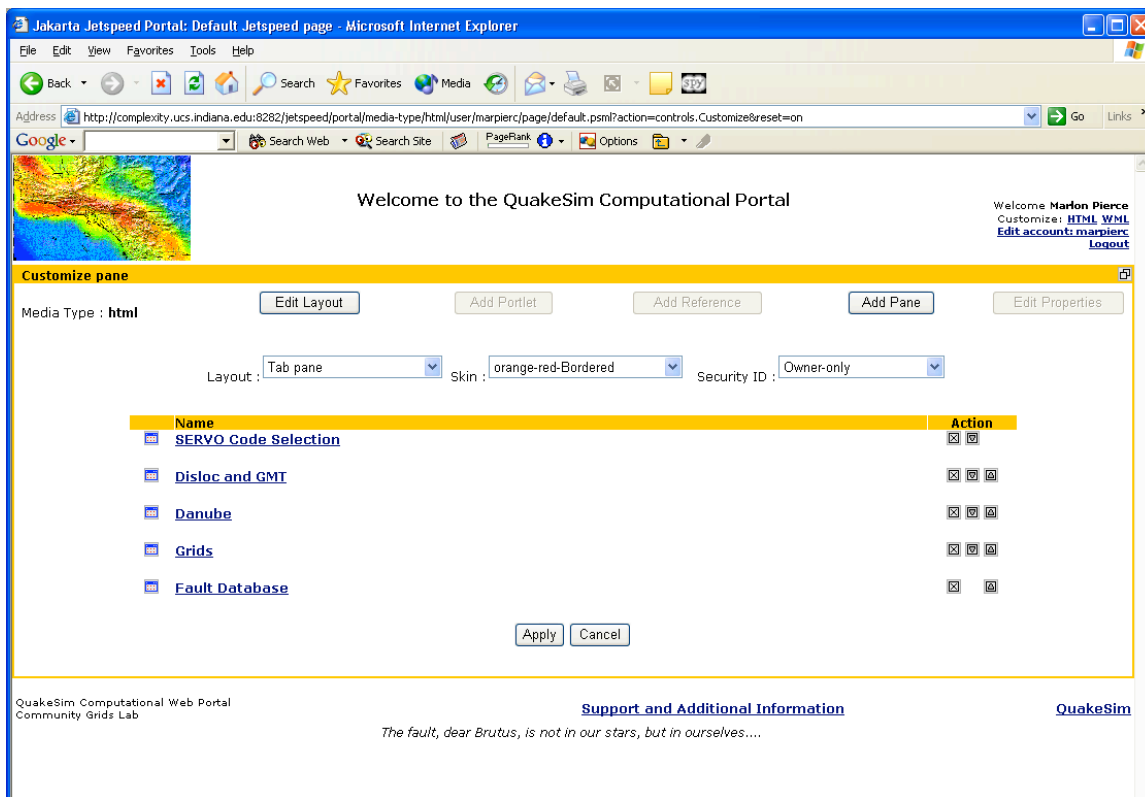 Jakarta Jetspeed Portal: Default Jetspeed page - Microsoft Internet Explorer
File Edit View Favorites Tools Help
Back Search Favorites Media spy
Address http://complexity.ucs.indiana.edu:8282/jetspeed/portal/media-type/html/user/marpierc/page/default.psml?action=controls.Customize&reset=on Go Links
Google Search Web Search Site PageRank Options
Welcome to the QuakeSim Computational Portal
Welcome Marlon Pierce
Customize: HTML WML
Edit account: marpierc
Logout
Customize pane
Media Type : html Edit Layout Add Portlet Add Reference Add Pane Edit Properties
Layout : Tab pane Skin : orange-red-Bordered Security ID : Owner-only
Name Action
SERVO Code Selection
Disloc and GMT
Danube
Grids
Fault Database
Apply Cancel
QuakeSim Computational Web Portal
Community Grids Lab
Support and Additional Information QuakeSim
The fault, dear Brutus, is not in our stars, but in ourselves....